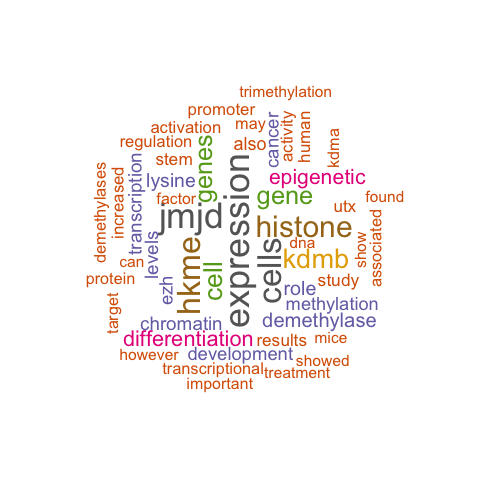 trimethylation
promoter
activation
may
cancer
activity
human
kdma
regulation
also
genes
stem
lysine
epigenetic
demethylases
increased
transcription
factor
gene
found
jmjd
expression
histone
utx
associated
show
dna
cells
kdmb
levels
can
hkme
cell
protein
ezh
role
study
target
methylation
chromatin
demethylase
differentiation
results
mice
however
development
showed
transcriptional
treatment
important